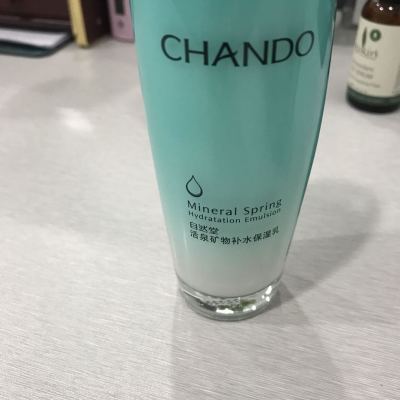 CHANDO
Mineral Spring
Hydratation Emulsion
自然堂
活泉矿物补水保湿乳